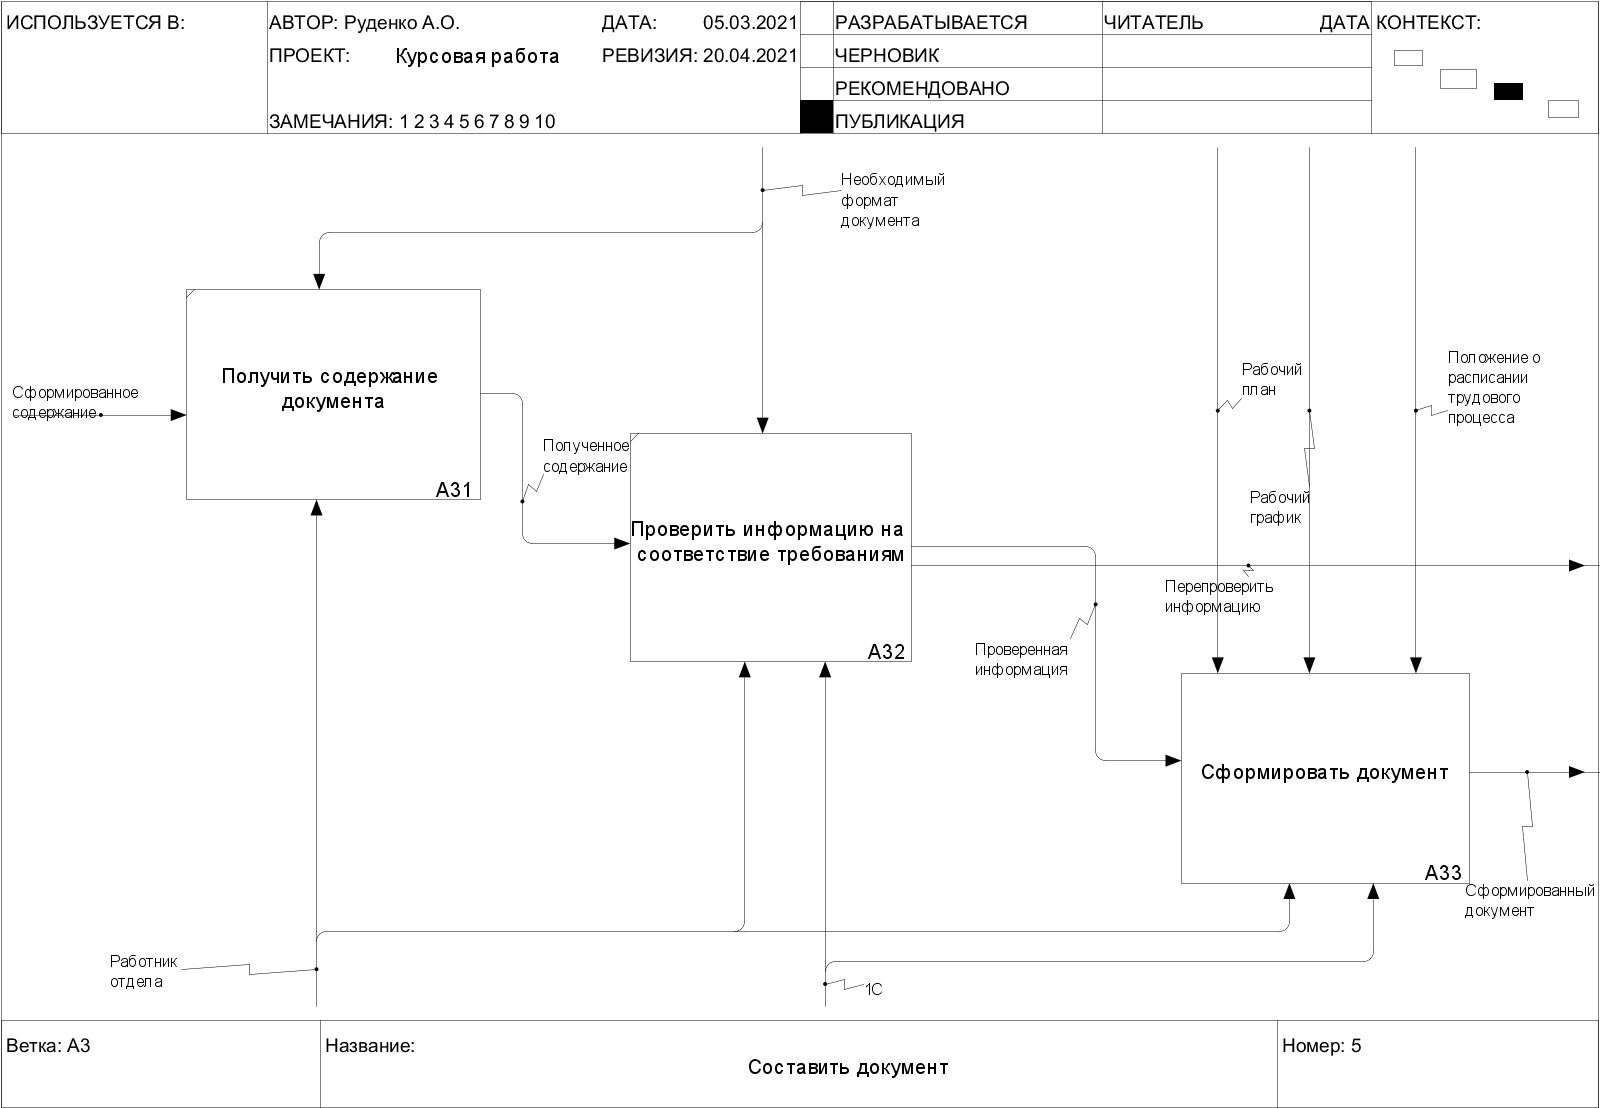 ИСПОЛЬЗУЕТСЯ В:
АВТОР: Руденко А.О.
ДАТА: 05.03.2021
ПРОЕКТ: Курсовая работа
РЕВИЗИЯ: 20.04.2021
ЗАМЕЧАНИЯ: 1 2 3 4 5 6 7 8 9 10
РАЗРАБАТЫВАЕТСЯ
ЧЕРНОВИК
РЕКОМЕНДОВАНО
ПУБЛИКАЦИЯ
ЧИТАТЕЛЬ
ДАТА
КОНТЕКСТ:
Необходимый
формат
документа
Сформированное
содержание
Получить содержание
документа
A31
Полученное
содержание
Проверить информацию на
соответствие требованиям
A32
Рабочий
план
Рабочий
график
Положение о
расписании
трудового
процесса
Перепроверить
информацию
Проверенная
информация
Сформировать документ
A33
Сформированный
документ
Работник
отдела
1С
Ветка: A3
Название:
Составить документ
Номер: 5